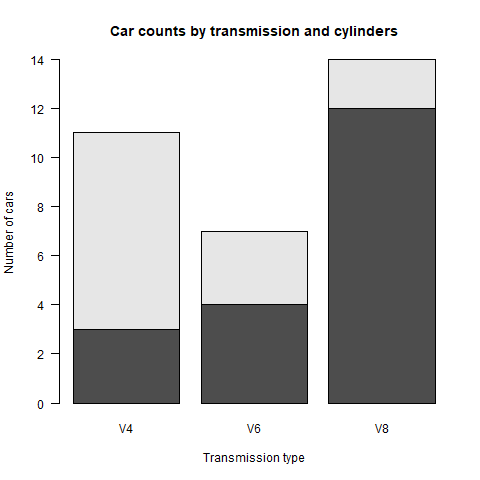 Car counts by transmission and cylinders
14
12
10
8
6
4
2
0
Number of cars
V4 V6 V8
Transmission type